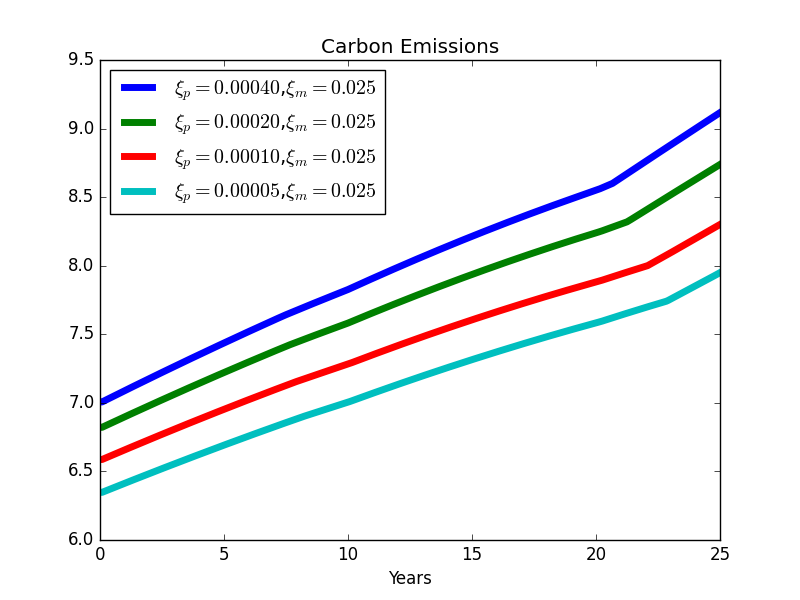 Carbon Emissions
9.5
9.0
8.5
8.0
7.5
7.0
6.5
6.0
ξp = 0.00040,ξm = 0.025
ξp = 0.00020,ξm = 0.025
ξp = 0.00010,ξm = 0.025
ξp = 0.00005,ξm = 0.025
0 5 10 15 20 25
Years